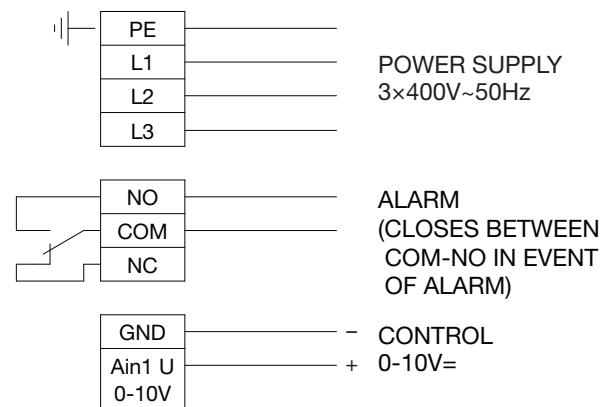 PE
L1
L2
L3
POWER SUPPLY
3×400V~50Hz
NO
COM
NC
ALARM
(CLOSES BETWEEN
COM-NO IN EVENT
OF ALARM)
GND
Ain1 U
0-10V
− CONTROL
+ 0-10V=